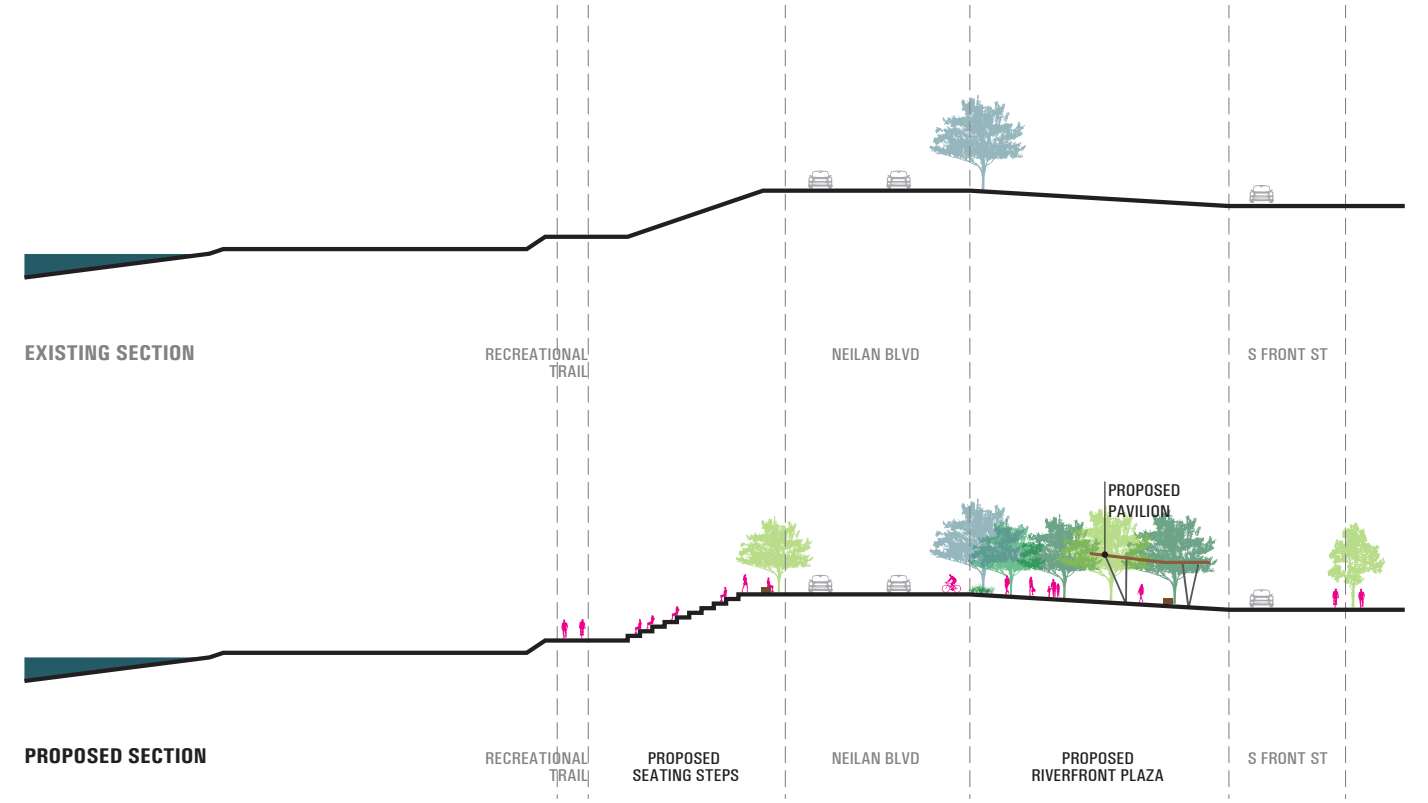 EXISTING SECTION
RECREATIONAL
TRAIL
NEILAN BLVD
S FRONT ST
PROPOSED
PAVILION
PROPOSED SECTION
RECREATIONAL
TRAIL
PROPOSED
SEATING STEPS
NEILAN BLVD
PROPOSED
RIVERFRONT PLAZA
S FRONT ST